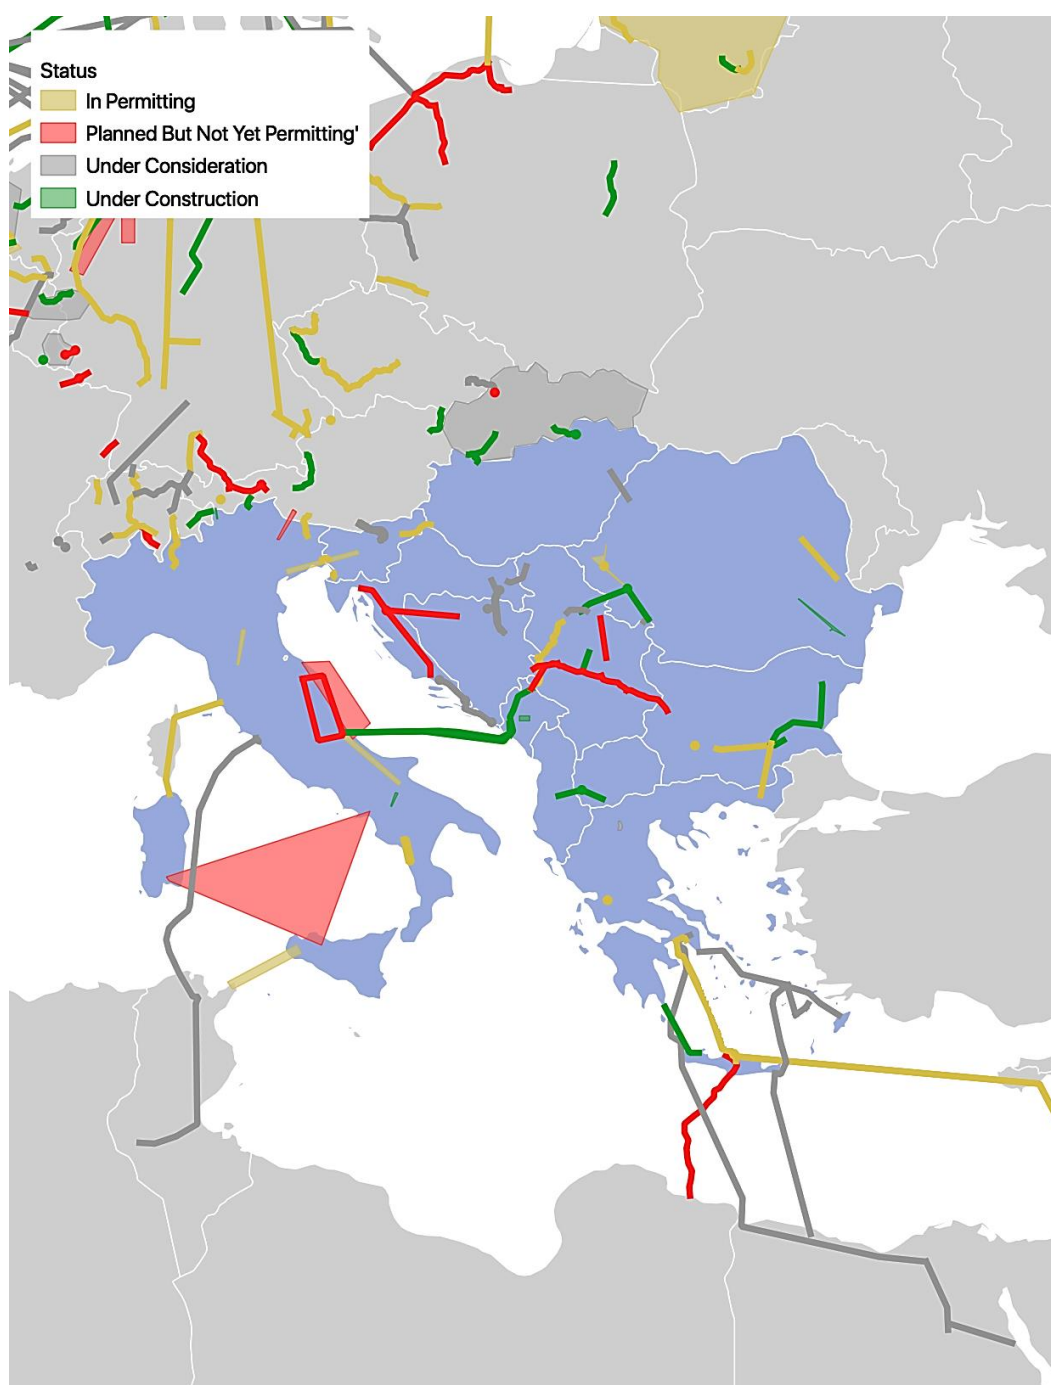 Status
In Permitting
Planned But Not Yet Permitting'
Under Consideration
Under Construction